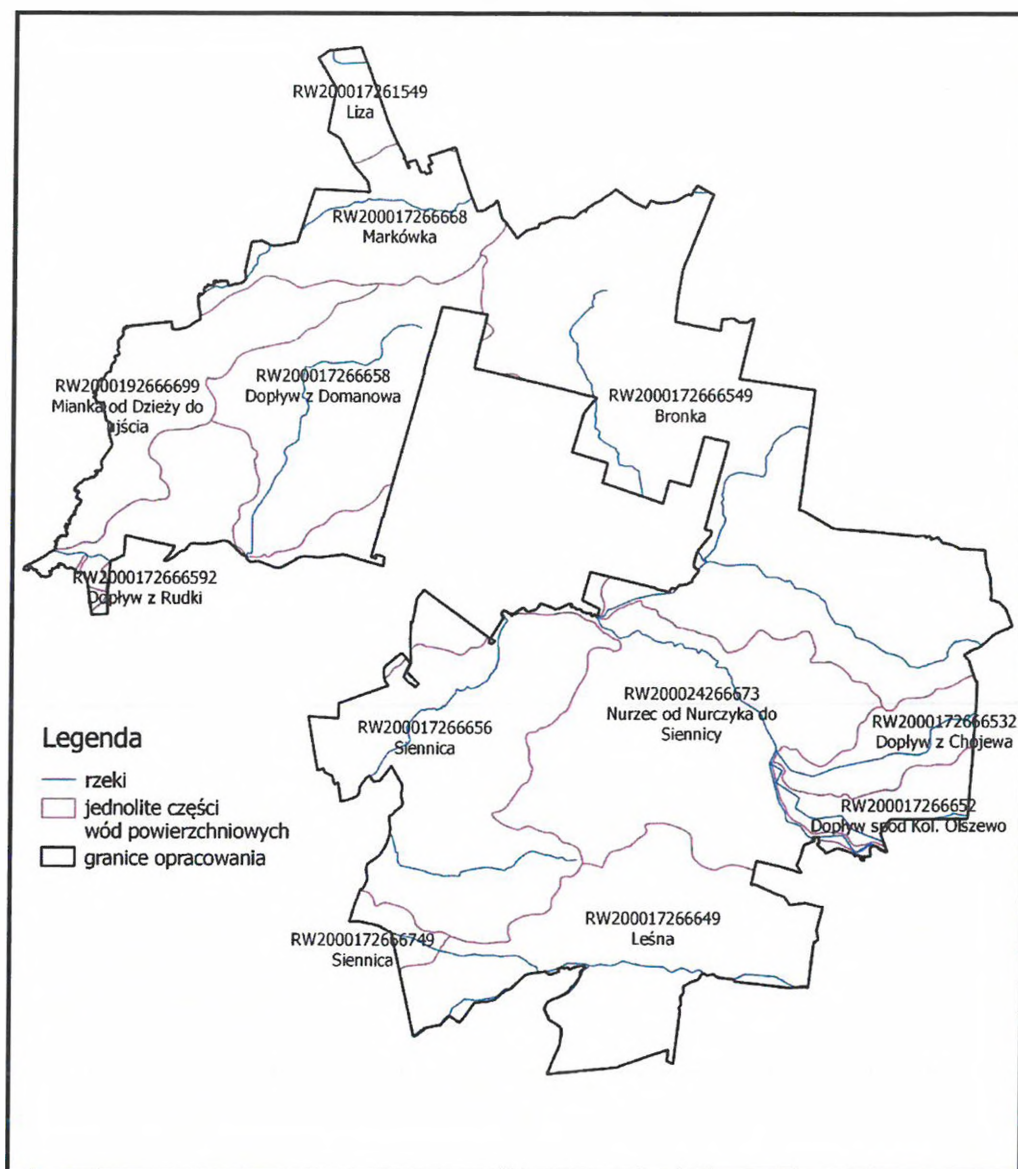 RW200017261549
Liza
RW200017266668
Markówka
RW2000192666699
Mianka od Dzieży do
ujścia
RW200017266658
Dopływ z Domanowa
RW2000172666549
Bronka
RW2000172666592
Dopływ z Rudki
RW200017266656
Siennica
RW200024266673
Nurzec od Nurczyka do
Siennicy
RW2000172666532
Dopływ z Chojewa
RW200017266652
Dopływ spod Kol. Olszewo
RW2000172666749
Siennica
RW200017266649
Leśna
Legenda
rzeki
jednolite części
wód powierzchniowych
granice opracowania